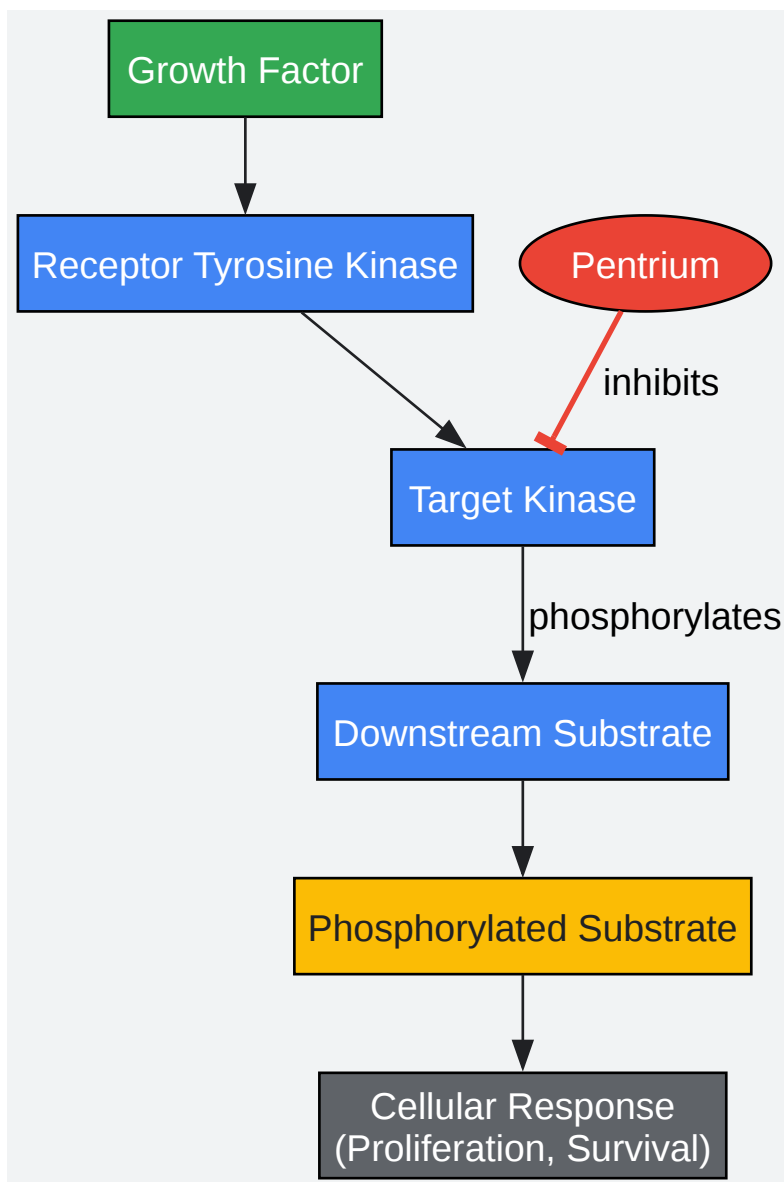 Growth Factor
Receptor Tyrosine Kinase
Pentrium
inhibits
Target Kinase
phosphorylates
Downstream Substrate
Phosphorylated Substrate
Cellular Response
(Proliferation, Survival)